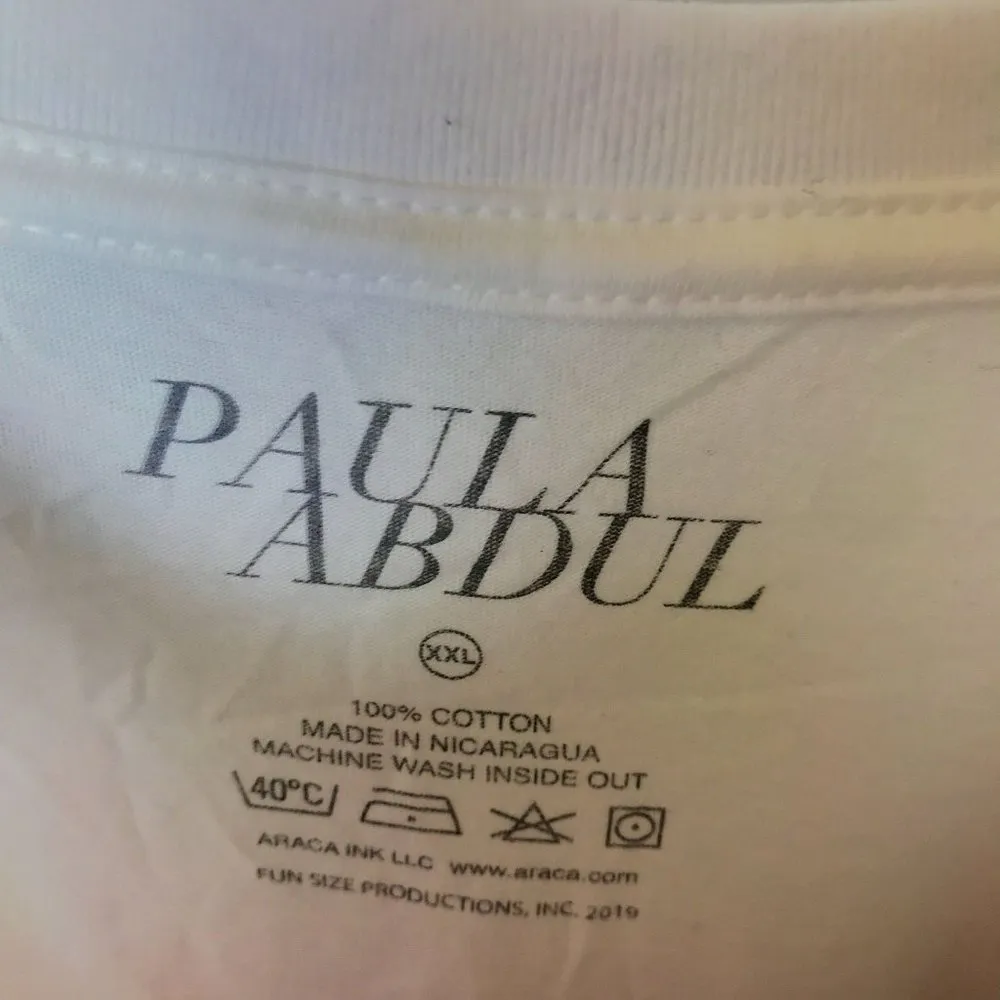 PAULA
ABDUL
XXL
100% COTTON
MADE IN NICARAGUA
MACHINE WASH INSIDE OUT
40°C
ARACA INK LLC www.araca.com
FUN SIZE PRODUCTIONS, INC. 2019